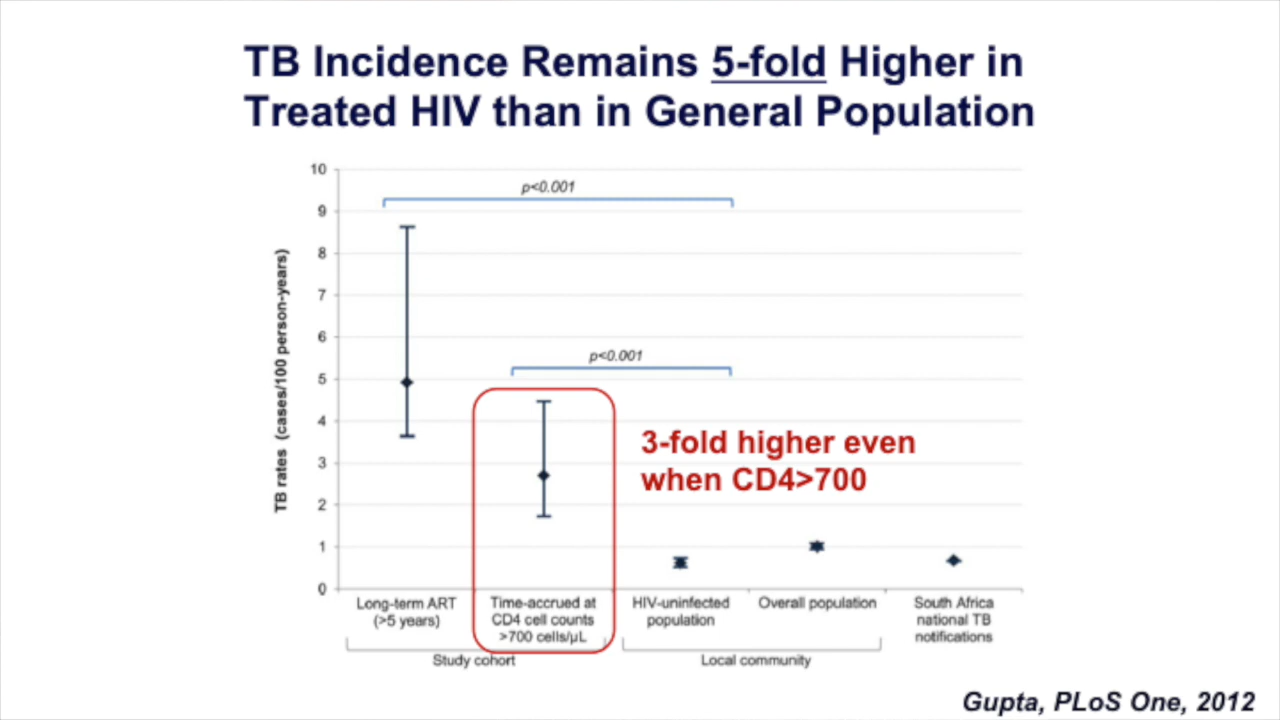 TB Incidence Remains 5-fold Higher in
Treated HIV than in General Population
10
9
8
7
6
5
4
3
2
1
0
TB rates (cases/100 person-years)
p<0.001
p<0.001
3-fold higher even
when CD4>700
Long-term ART
(>5 years)
Time-accrued at
CD4 cell counts
>700 cells/µL
HIV-uninfected
population
Overall population
South Africa
national TB
notifications
Study cohort
Local community
Gupta, PLoS One, 2012